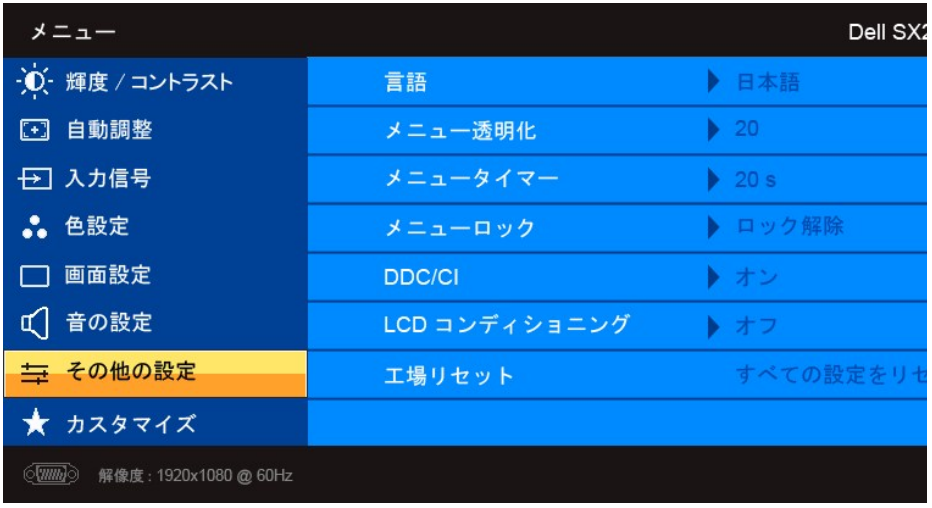 メニュー
Dell SX2
輝度 / コントラスト
言語
日本語
自動調整
メニュー透明化
20
入力信号
メニュータイマー
20 s
色設定
メニューロック
ロック解除
画面設定
DDC/CI
オン
音の設定
LCD コンディショニング
オフ
その他の設定
工場リセット
すべての設定をリセ
カスタマイズ
解像度 : 1920x1080 @ 60Hz